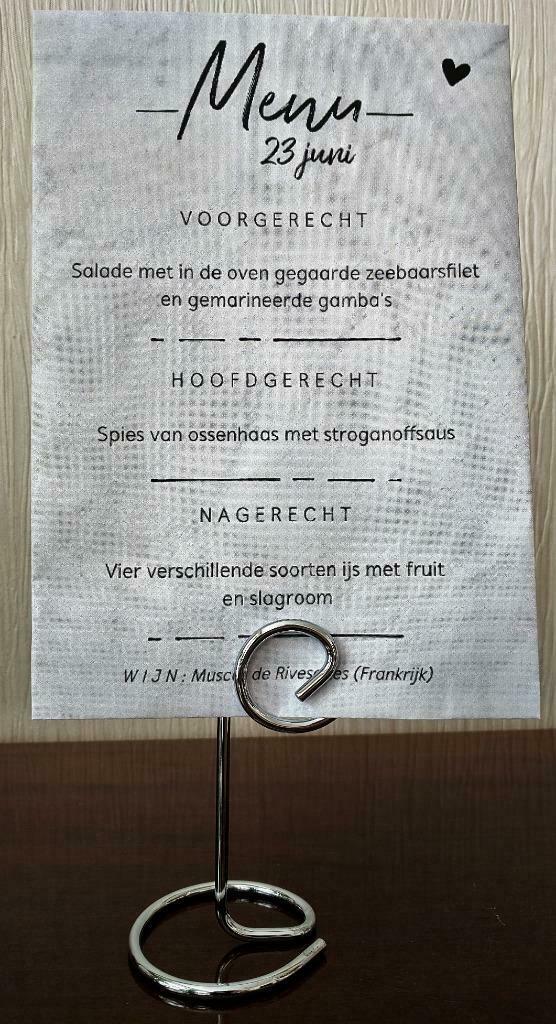 Menu
23 juni
VOORGERECHT
Salade met in de oven gegaarde zeebaarsfilet
en gemarineerde gamba's
HOOFDGERECHT
Spies van ossenhaas met stroganoffsaus
NAGERECHT
Vier verschillende soorten ijs met fruit
en slagroom
WIJN: de (Frankrijk)